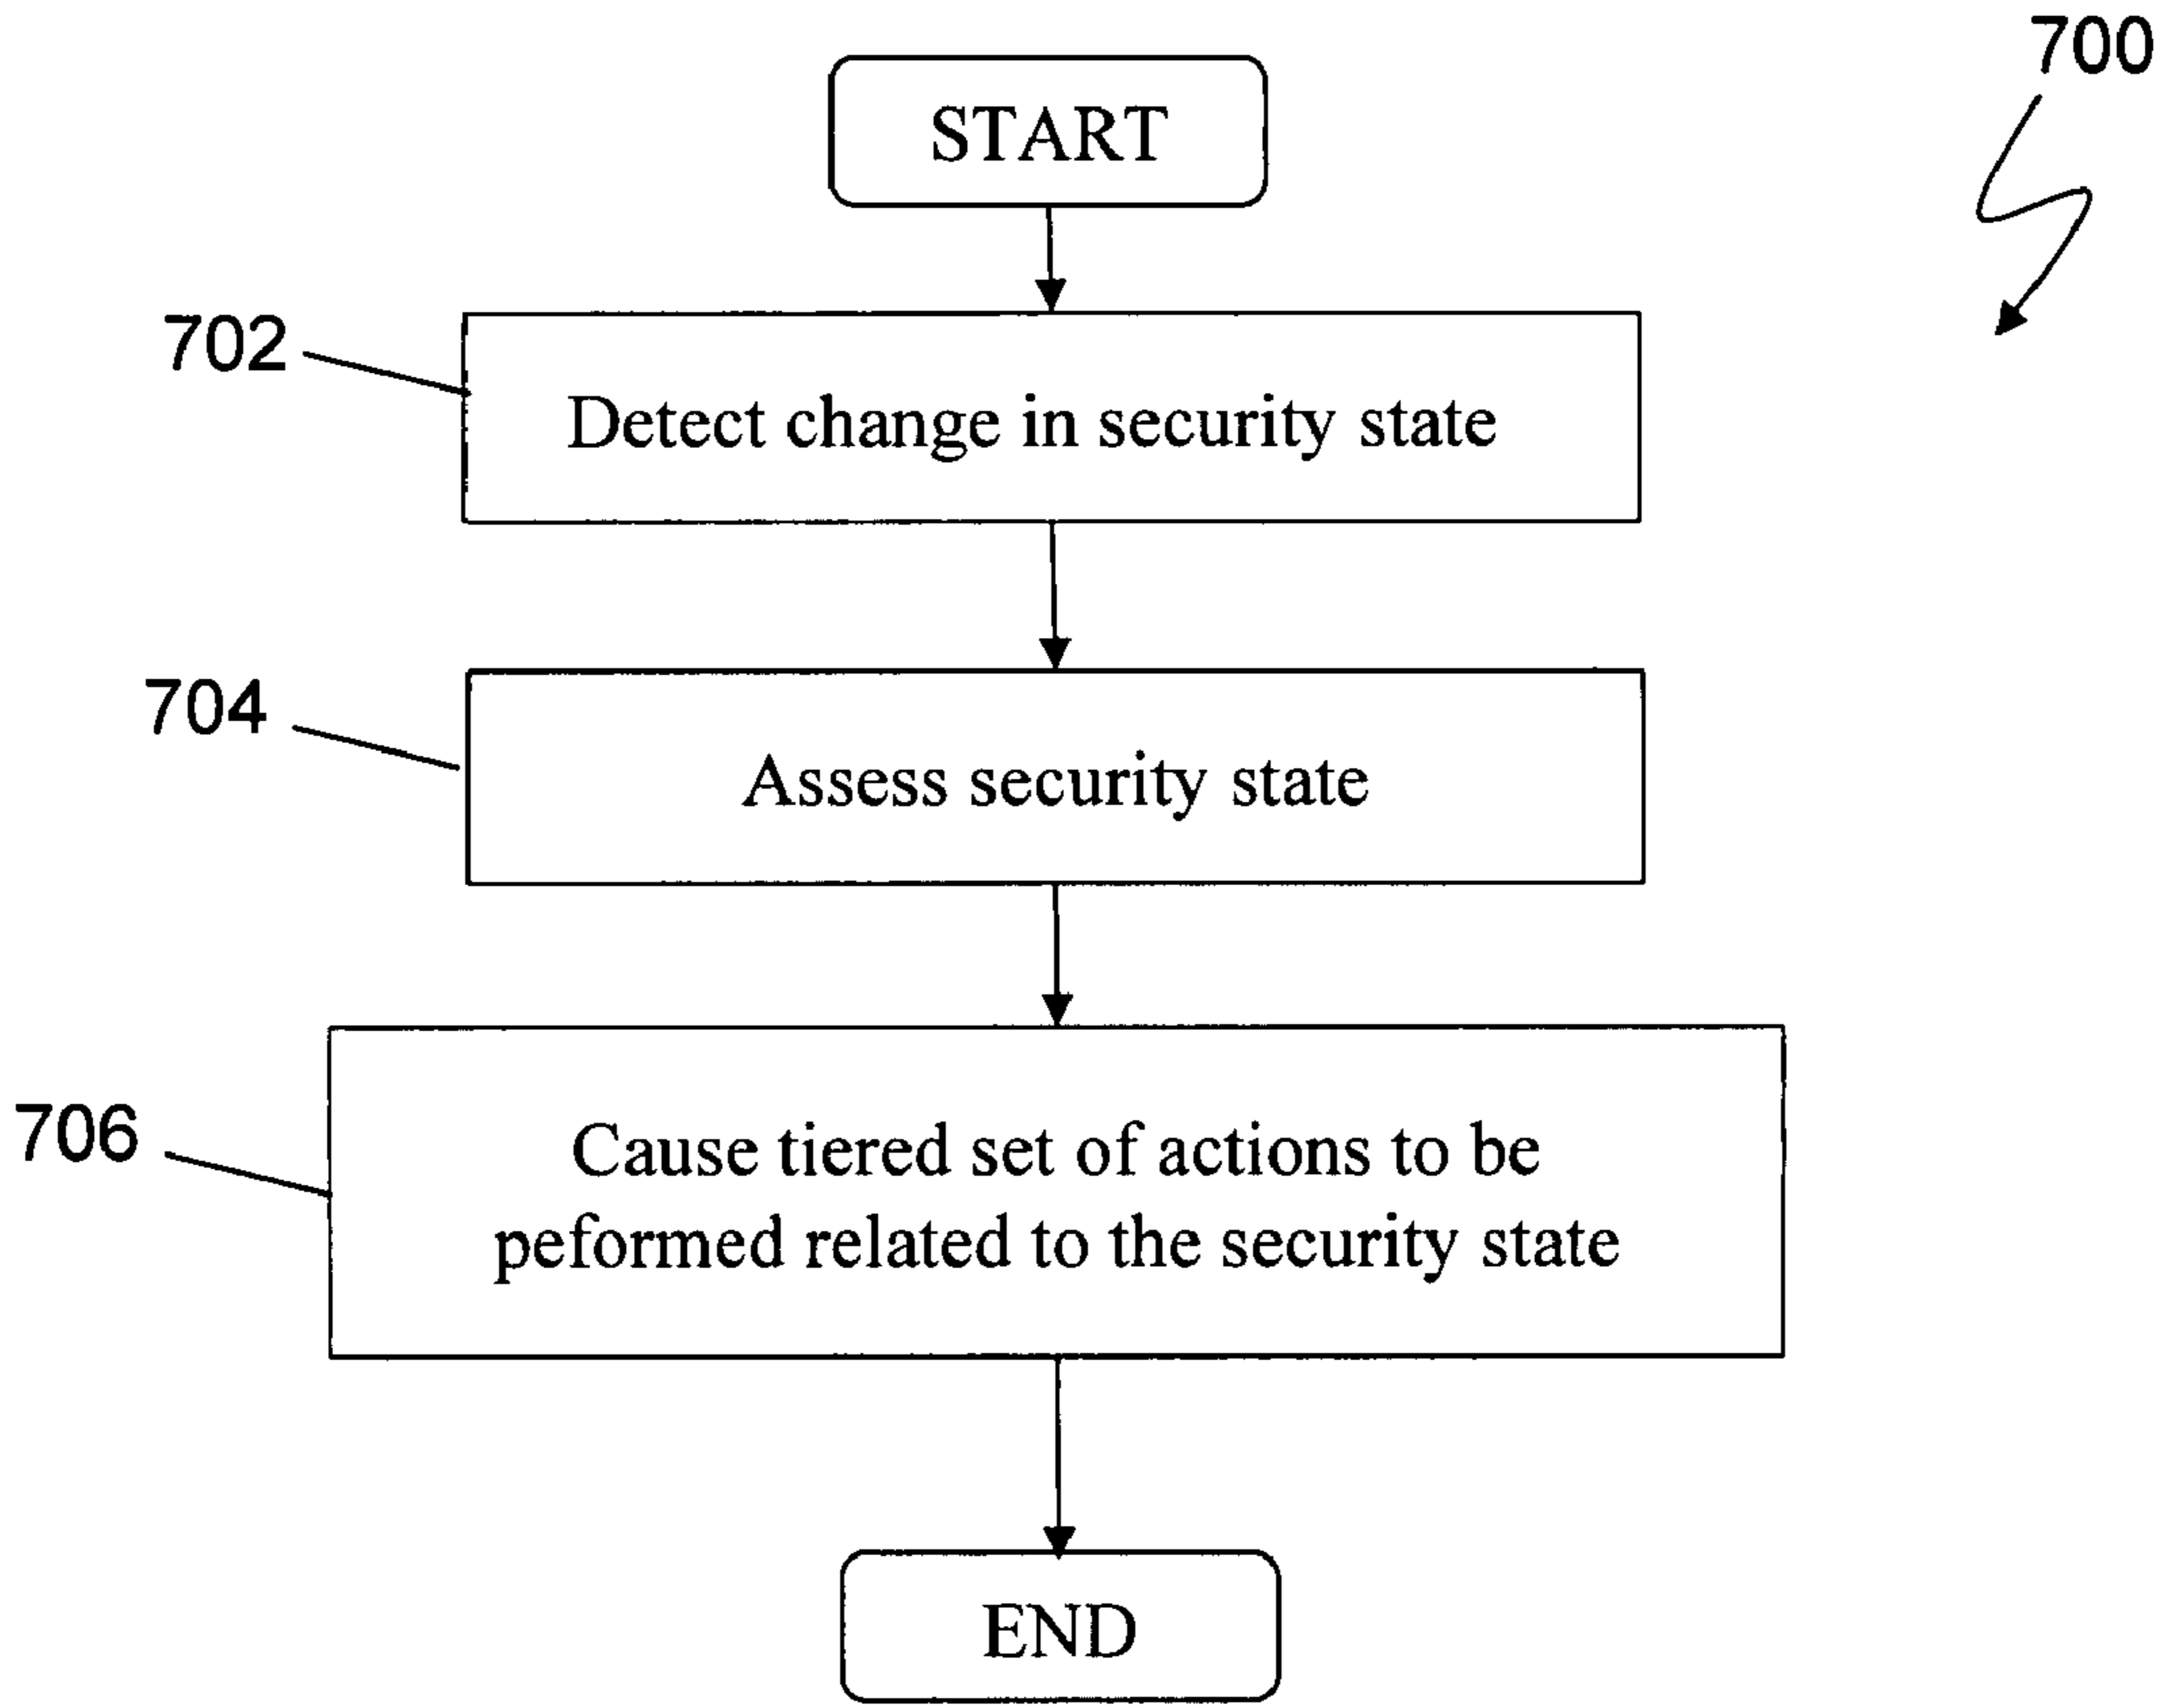 700
START
702
Detect change in security state
704
Assess security state
706
Cause tiered set of actions to be
peformed related to the security state
END